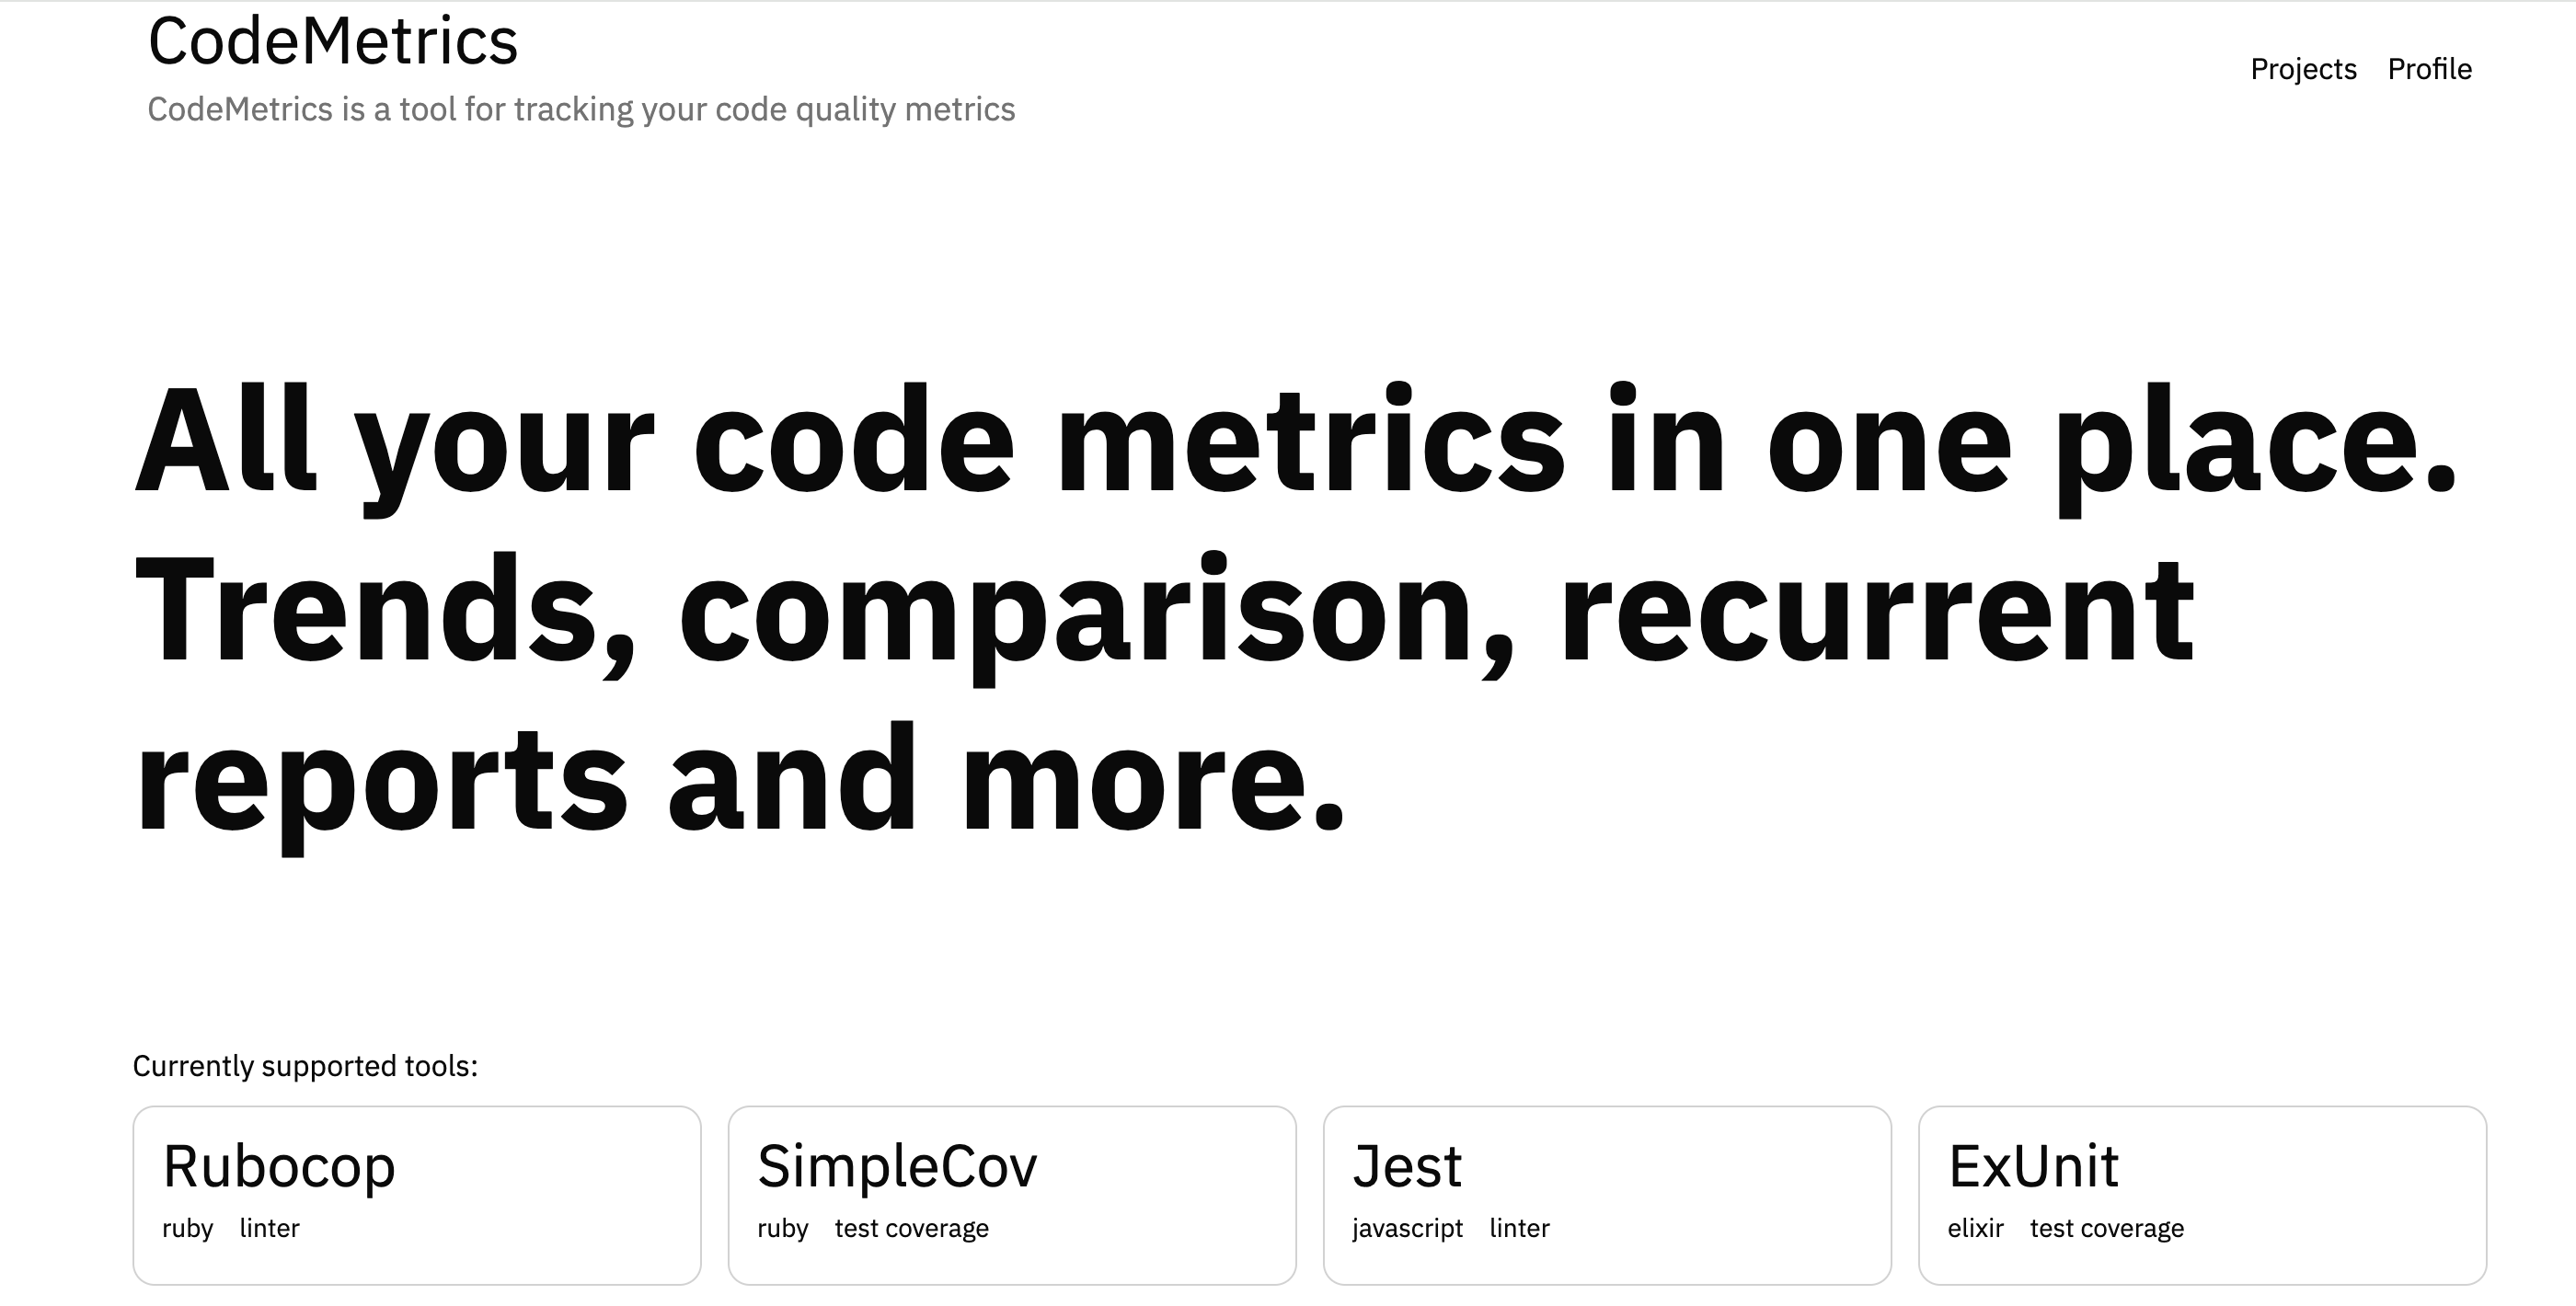 CodeMetrics
Projects Profile
CodeMetrics is a tool for tracking your code quality metrics
All your code metrics in one place.
Trends, comparison, recurrent
reports and more.
Currently supported tools:
Rubocop
ruby linter
SimpleCov
ruby test coverage
Jest
javascript linter
ExUnit
elixir test coverage